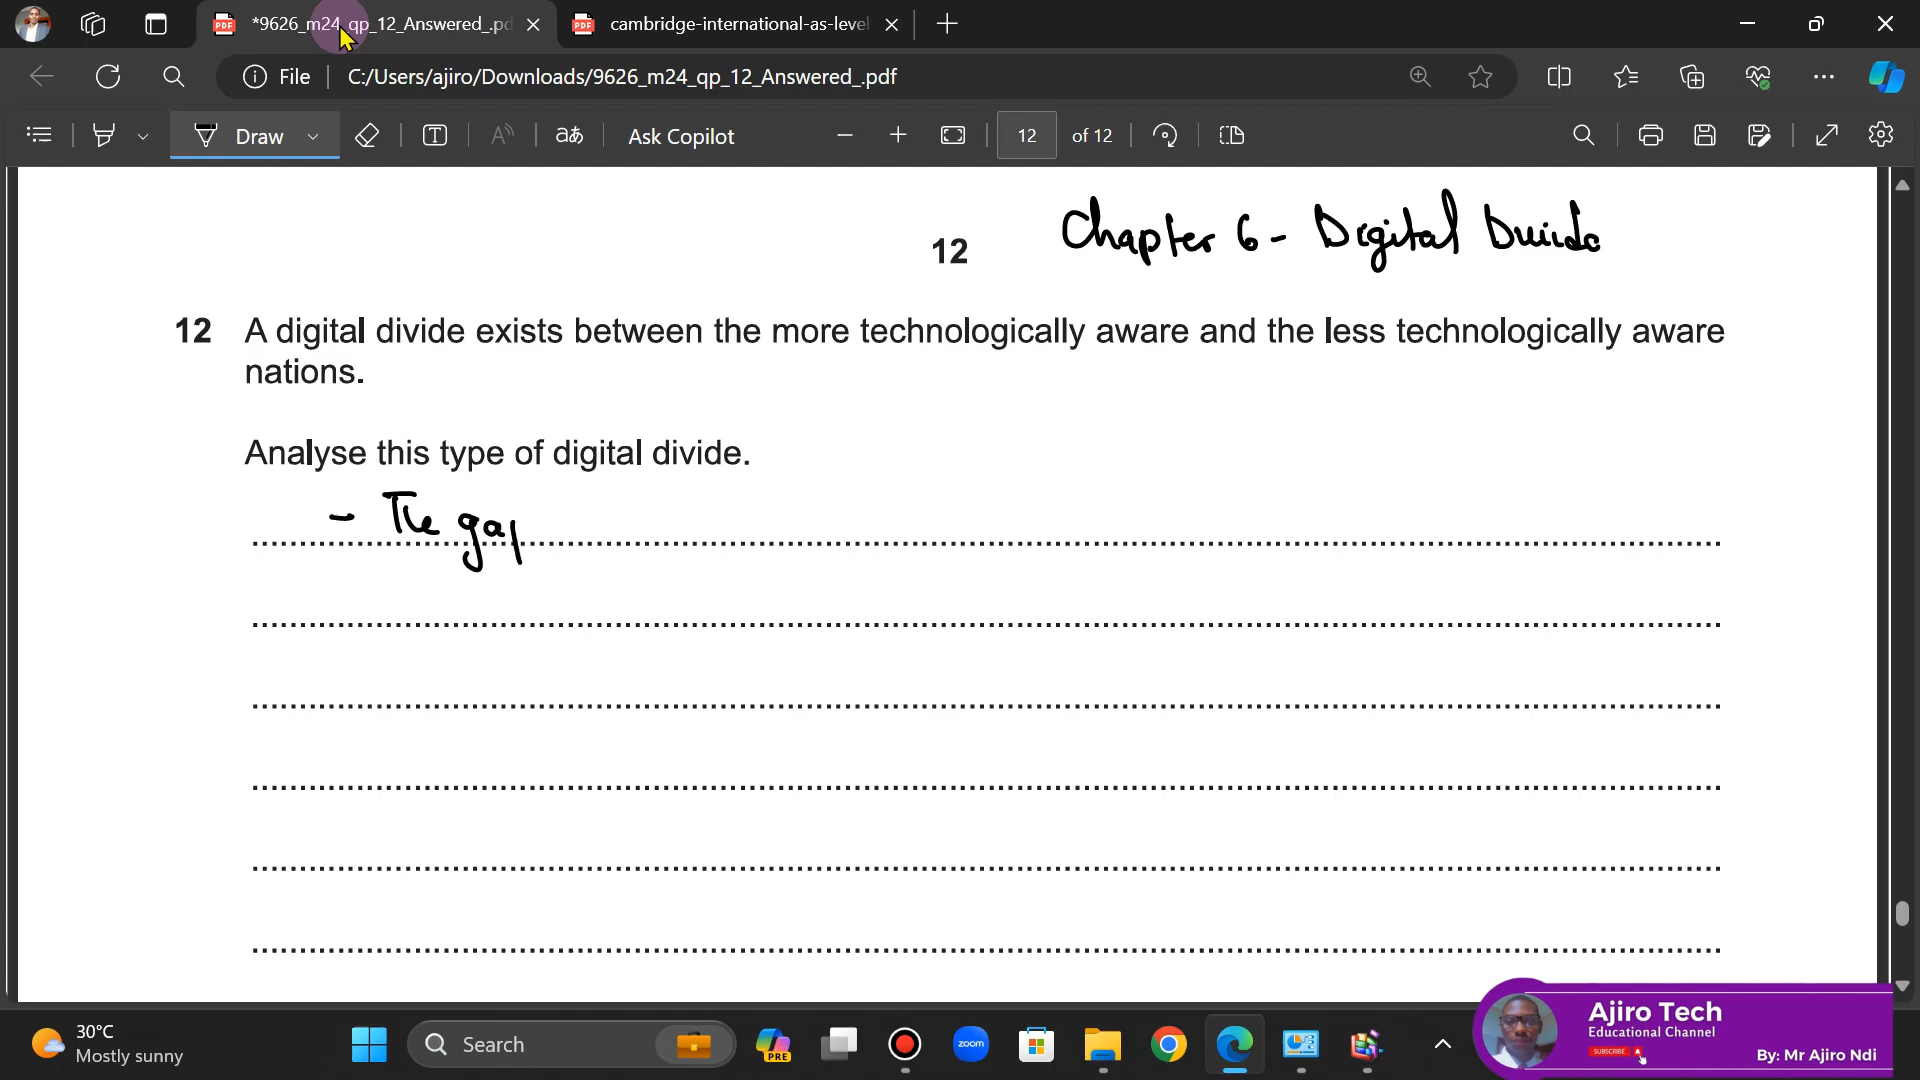 *9626_m24_qp_12_Answered_.pd
cambridge-international-as-level
File
C:/Users/ajiro/Downloads/9626_m24_qp_12_Answered_.pdf
Draw
Ask Copilot
12 of 12
Chapter 6 - Digital Divide
12
12 A digital divide exists between the more technologically aware and the less technologically aware
nations.
Analyse this type of digital divide.
- The gap
30°C
Mostly sunny
Search
PRE
zoom
Ajiro Tech
Educational Channel
SUBSCRIBE
By: Mr Ajiro Ndi